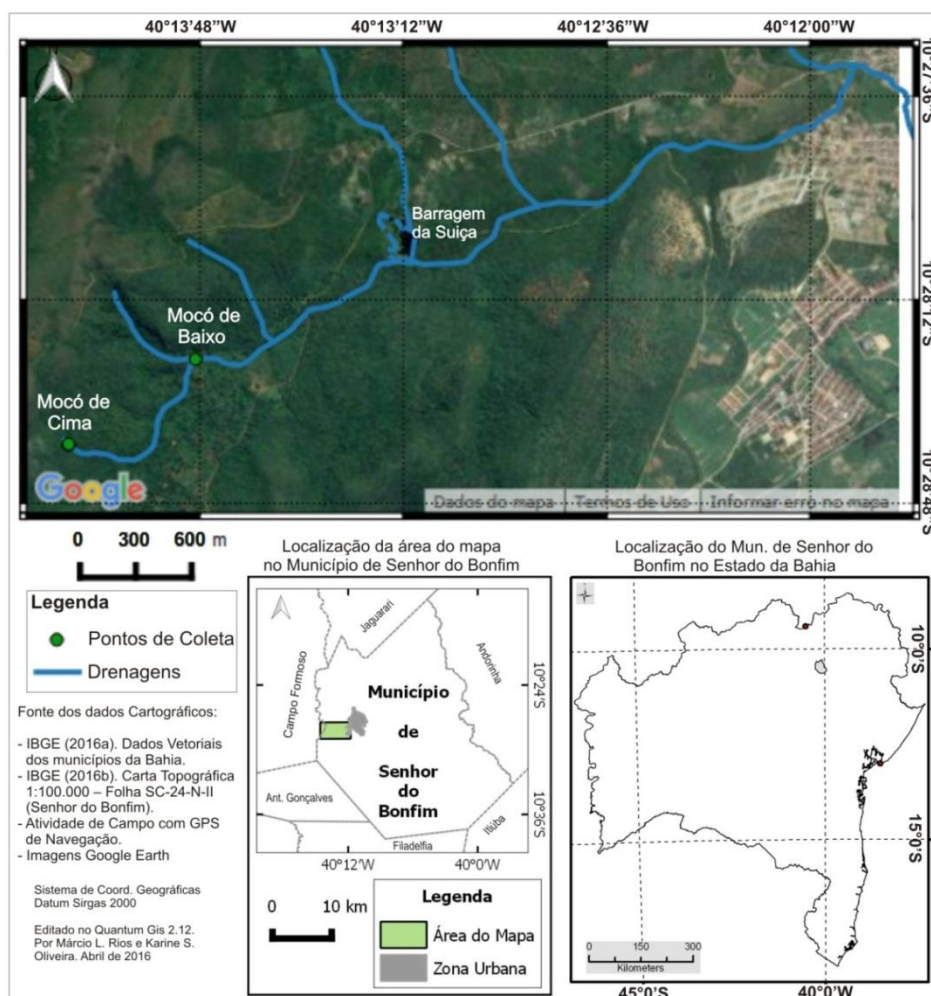 40°13'48"W
40°13'12"W
40°12'36"W
40°12'00"W
N
10°27'36"S
10°28'12"S
10°28'48"S
Barragem
da Suiça
Mocó de
Baixo
Mocó de
Cima
Google
Dados do mapa
Termos de Uso
Informar erro no mapa
0 300 600 m
Legenda
Pontos de Coleta
Drenagens
Fonte dos dados Cartográficos:
- IBGE (2016a). Dados Vetoriais
dos municípios da Bahia.
- IBGE (2016b). Carta Topográfica
1:100.000 – Folha SC-24-N-II
(Senhor do Bonfim).
- Atividade de Campo com GPS
de Navegação.
- Imagens Google Earth
Sistema de Coord. Geográficas
Datum Sirgas 2000
Editado no Quantum Gis 2.12.
Por Márcio L. Rios e Karine S.
Oliveira. Abril de 2016
Localização da área do mapa
no Município de Senhor do Bonfim
Jaguarari
Campo Formoso
Andorinha
Município
de
Senhor
do
Bonfim
Ant. Gonçalves
Filadelfia
Itiúba
10°24'S
10°36'S
40°12'W
40°0'W
0 10 km
Legenda
Área do Mapa
Zona Urbana
Localização do Mun. de Senhor do
Bonfim no Estado da Bahia
10°0'S
15°0'S
0 150 300
Kilometers
45°0'W
40°0'W